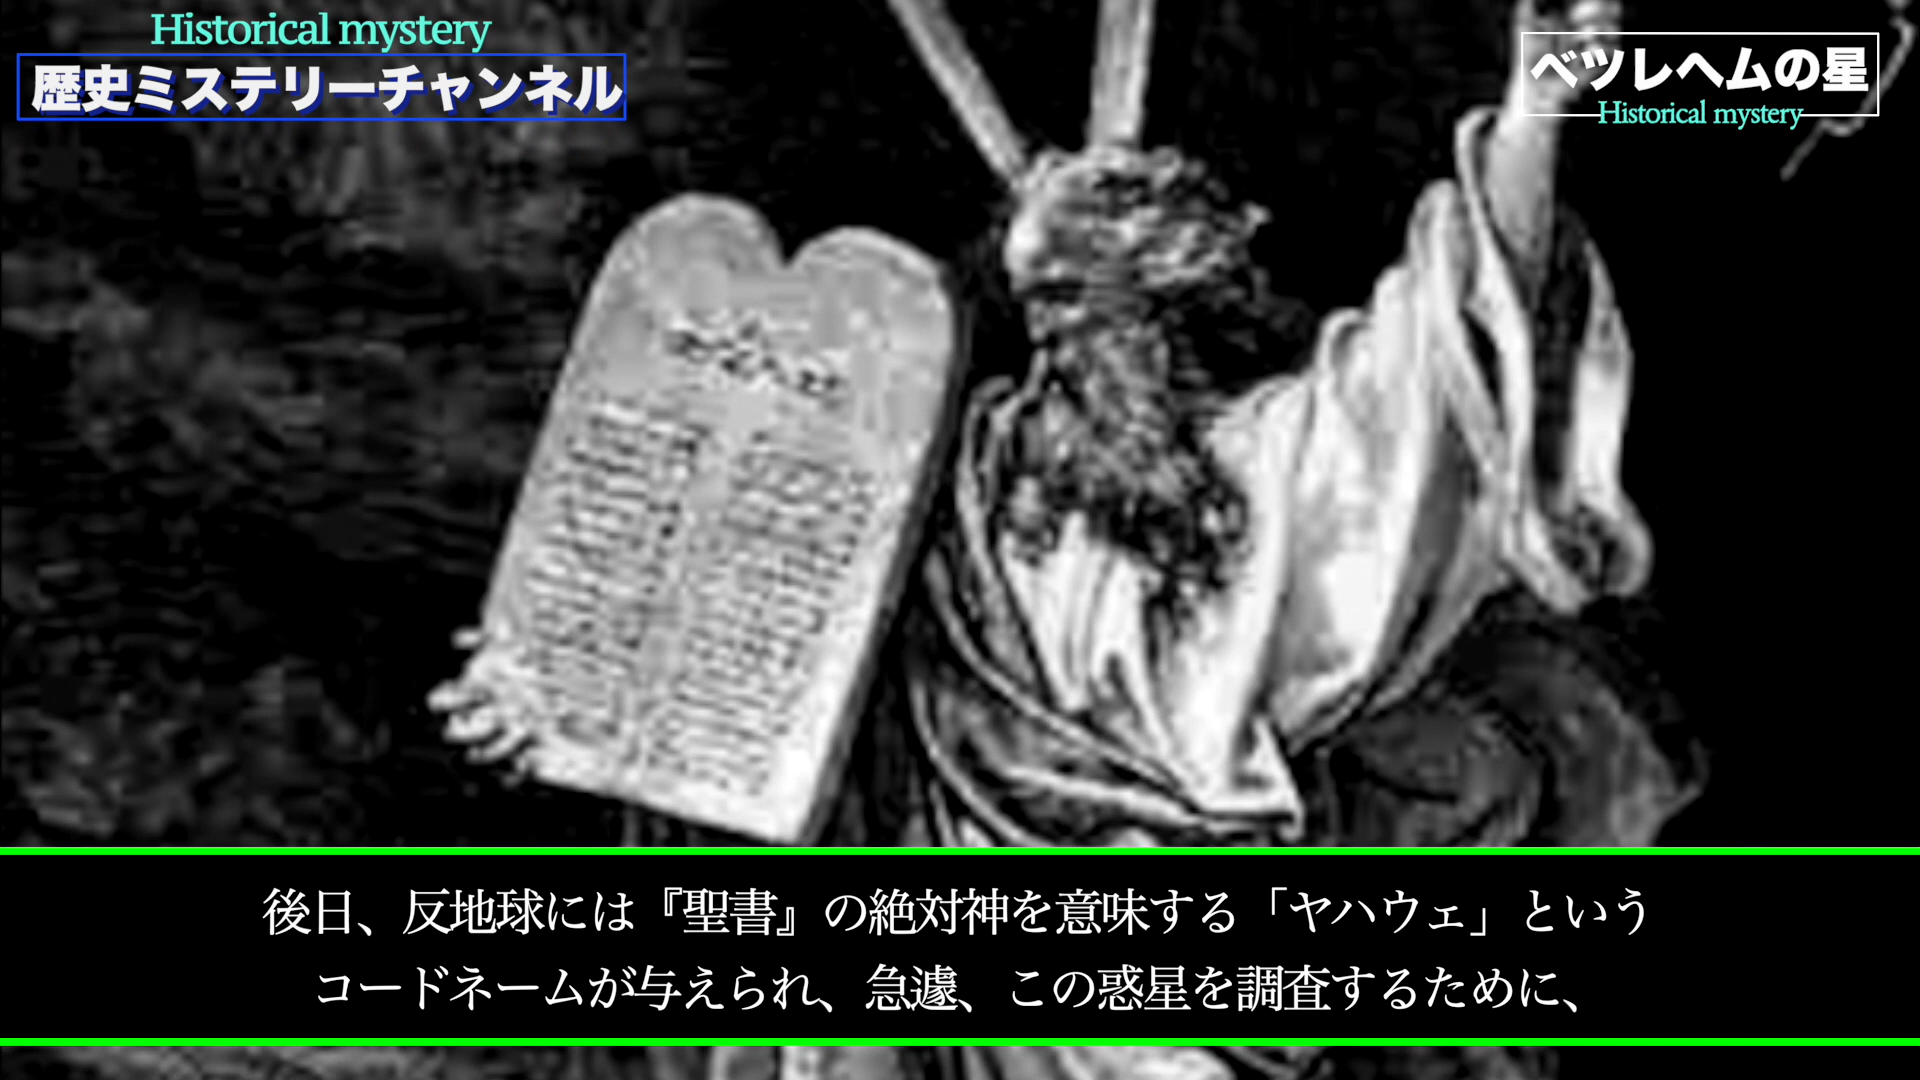 Historical mystery
歴史ミステリーチャンネル
ベツレヘムの星
Historical mystery
後日、反地球には『聖書』の絶対神を意味する「ヤハウェ」という
コードネームが与えられ、急遽、この惑星を調査するために、